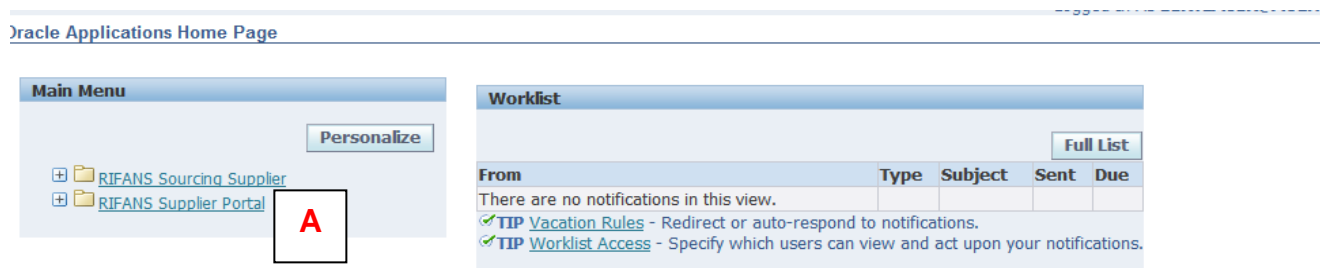 Oracle Applications Home Page
Main Menu
Personalize
RIFANS Sourcing Supplier
RIFANS Supplier Portal
A
Worklist
Full List
From Type Subject Sent Due
There are no notifications in this view.
TIP Vacation Rules - Redirect or auto-respond to notifications.
TIP Worklist Access - Specify which users can view and act upon your notifications.